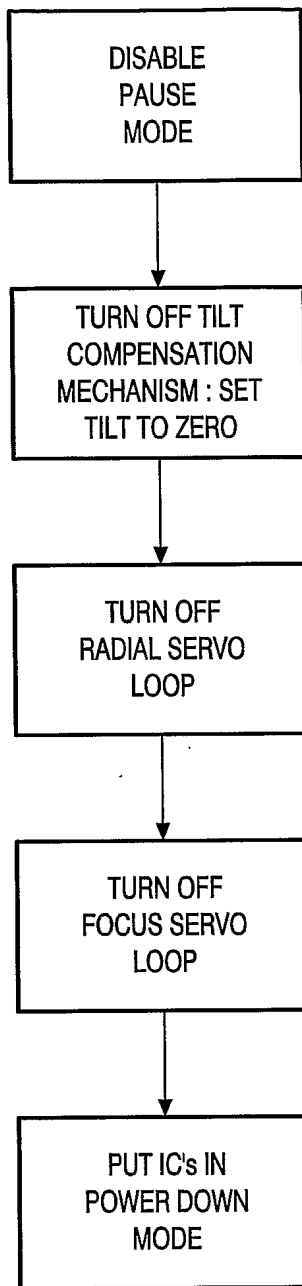 DISABLE
PAUSE
MODE
TURN OFF TILT
COMPENSATION
MECHANISM : SET
TILT TO ZERO
TURN OFF
RADIAL SERVO
LOOP
TURN OFF
FOCUS SERVO
LOOP
PUT IC's IN
POWER DOWN
MODE